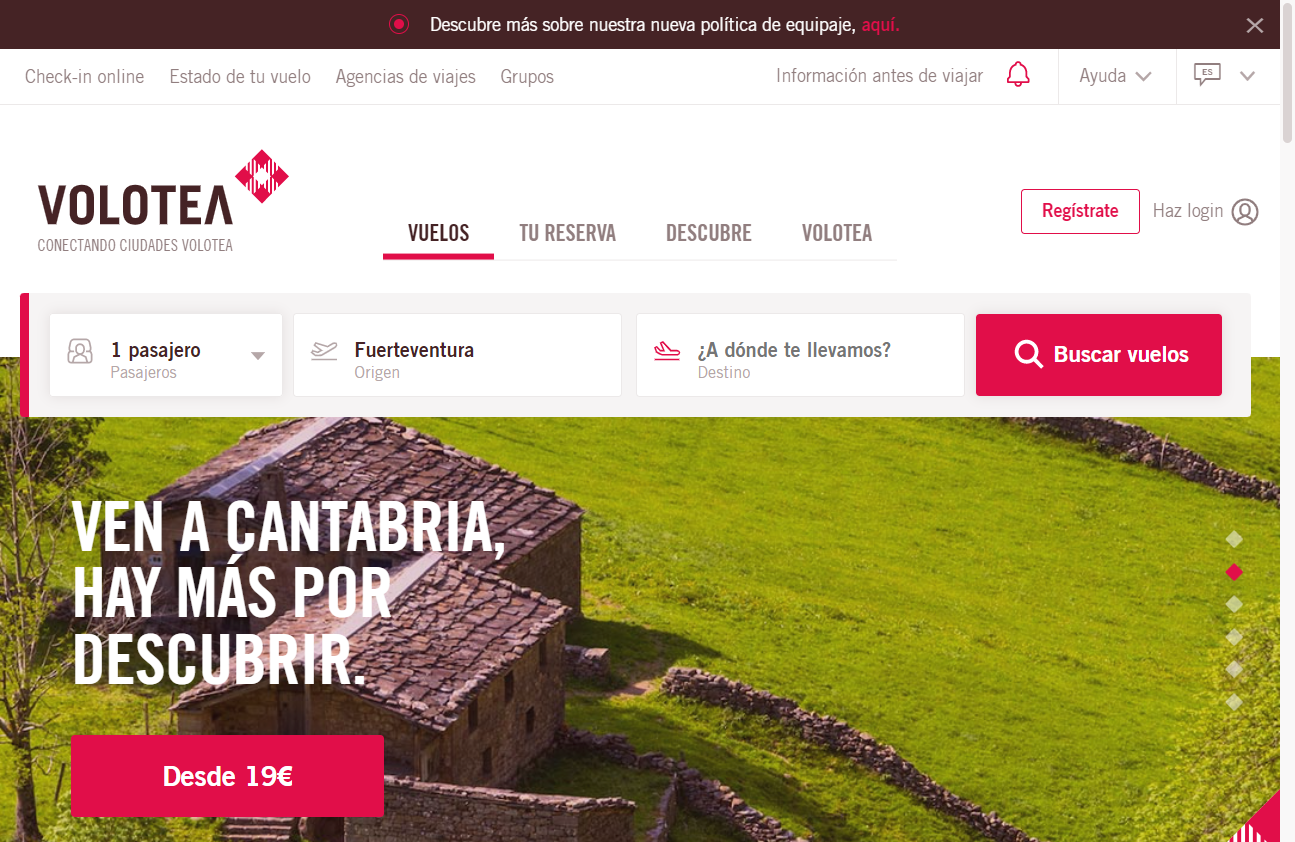 Descubre más sobre nuestra nueva política de equipaje, aquí.
Check-in online Estado de tu vuelo Agencias de viajes Grupos Información antes de viajar Ayuda ES
VOLOTEA
CONECTANDO CIUDADES VOLOTEA
VUELOS TU RESERVA DESCUBRE VOLOTEA
Regístrate Haz login
1 pasajero
Pasajeros
Fuerteventura
Origen
¿A dónde te llevamos?
Destino
Buscar vuelos
VEN A CANTABRIA,
HAY MÁS POR
DESCUBRIR.
Desde 19€